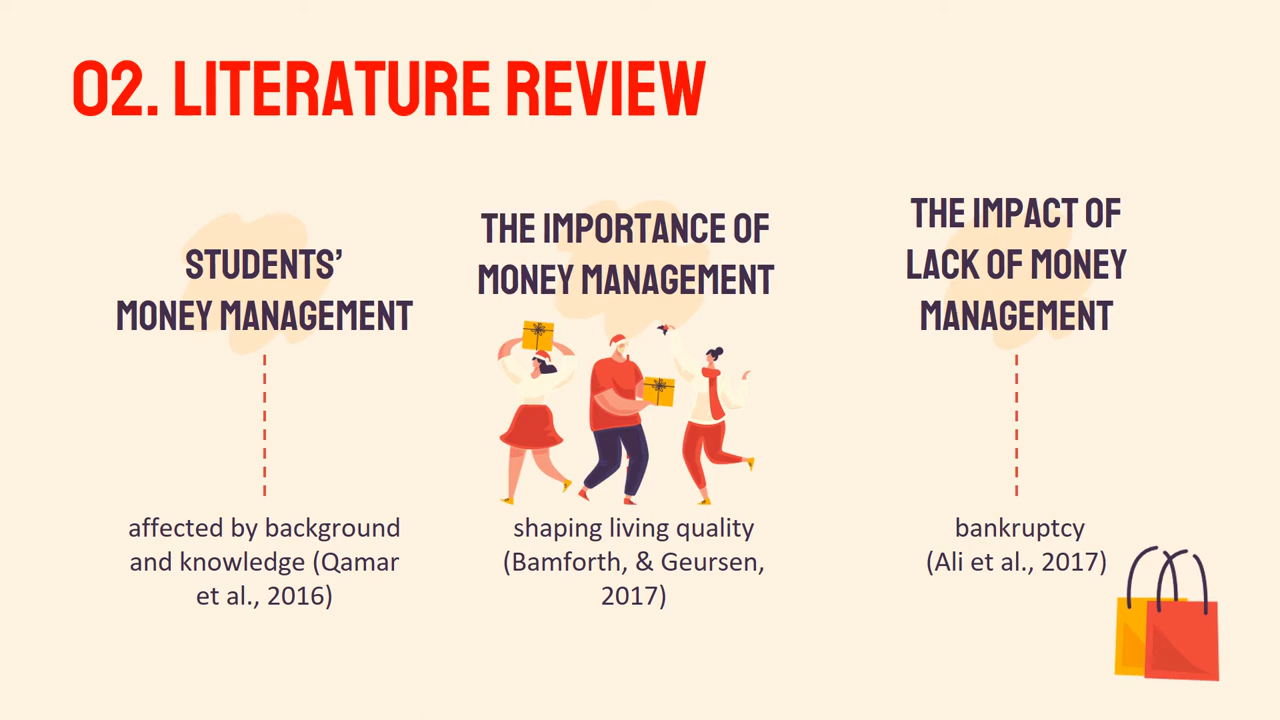 02. LITERATURE REVIEW
STUDENTS’
MONEY MANAGEMENT
affected by background
and knowledge (Qamar
et al., 2016)
THE IMPORTANCE OF
MONEY MANAGEMENT
shaping living quality
(Bamforth, & Geursen,
2017)
THE IMPACT OF
LACK OF MONEY
MANAGEMENT
bankruptcy
(Ali et al., 2017)